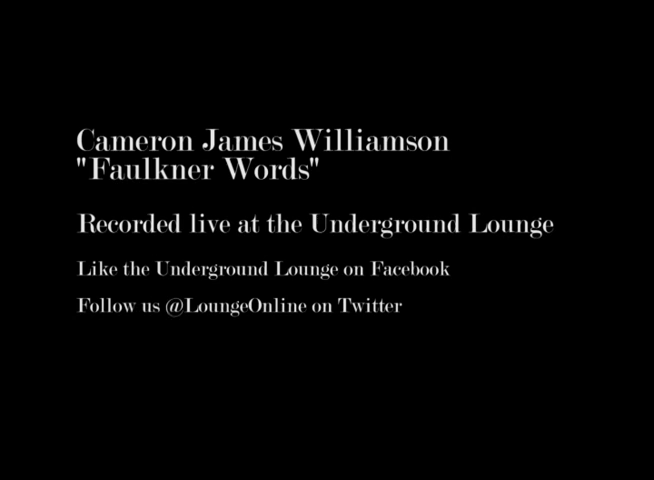 Cameron James Williamson
"Faulkner Words"
Recorded live at the Underground Lounge
Like the Underground Lounge on Facebook
Follow us @LoungeOnline on Twitter